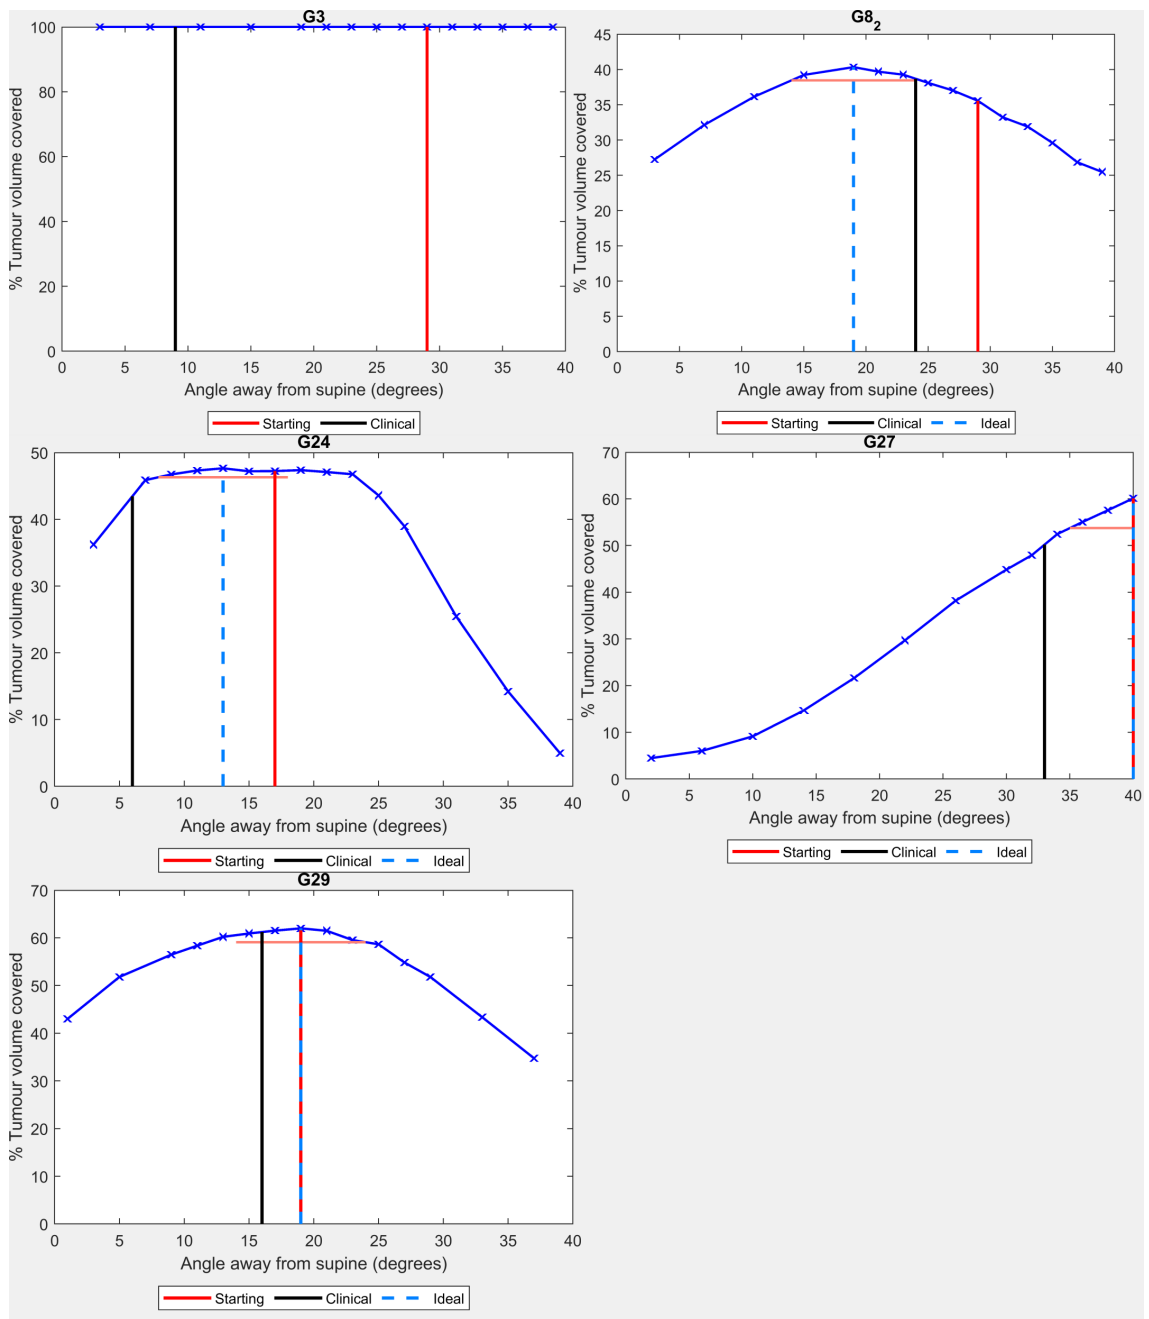 G3
% Tumour volume covered
100
80
60
40
20
0
0 5 10 15 20 25 30 35 40
Angle away from supine (degrees)
Starting Clinical
G8₂
% Tumour volume covered
45
40
35
30
25
20
15
10
5
0
0 5 10 15 20 25 30 35 40
Angle away from supine (degrees)
Starting Clinical Ideal
G24
% Tumour volume covered
50
40
30
20
10
0
0 5 10 15 20 25 30 35 40
Angle away from supine (degrees)
Starting Clinical Ideal
G27
% Tumour volume covered
70
60
50
40
30
20
10
0
0 5 10 15 20 25 30 35 40
Angle away from supine (degrees)
Starting Clinical Ideal
G29
% Tumour volume covered
70
60
50
40
30
20
10
0
0 5 10 15 20 25 30 35 40
Angle away from supine (degrees)
Starting Clinical Ideal